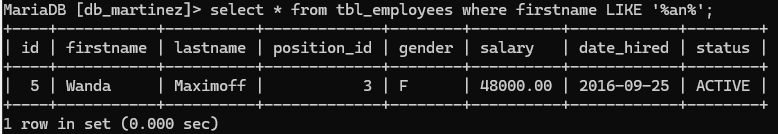 MariaDB [db_martinez]> select * from tbl_employees where firstname LIKE '%an%';
+----+-----------+----------+-------------+--------+----------+------------+--------+
| id | firstname | lastname | position_id | gender | salary   | date_hired | status |
+----+-----------+----------+-------------+--------+----------+------------+--------+
|  5 | Wanda     | Maximoff |           3 | F      | 48000.00 | 2016-09-25 | ACTIVE |
+----+-----------+----------+-------------+--------+----------+------------+--------+
1 row in set (0.000 sec)